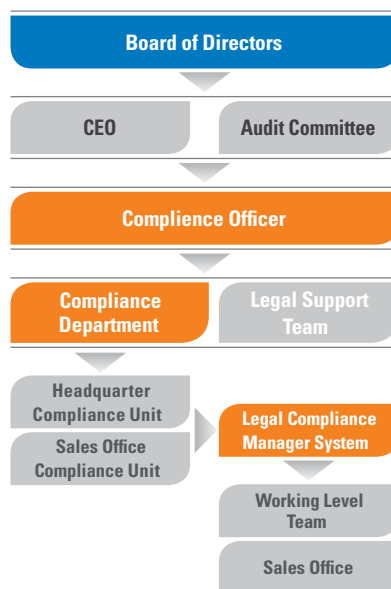 Board of Directors
CEO
Audit Committee
Complience Officer
Compliance
Department
Legal Support
Team
Headquarter
Compliance Unit
Sales Office
Compliance Unit
Legal Compliance
Manager System
Working Level
Team
Sales Office